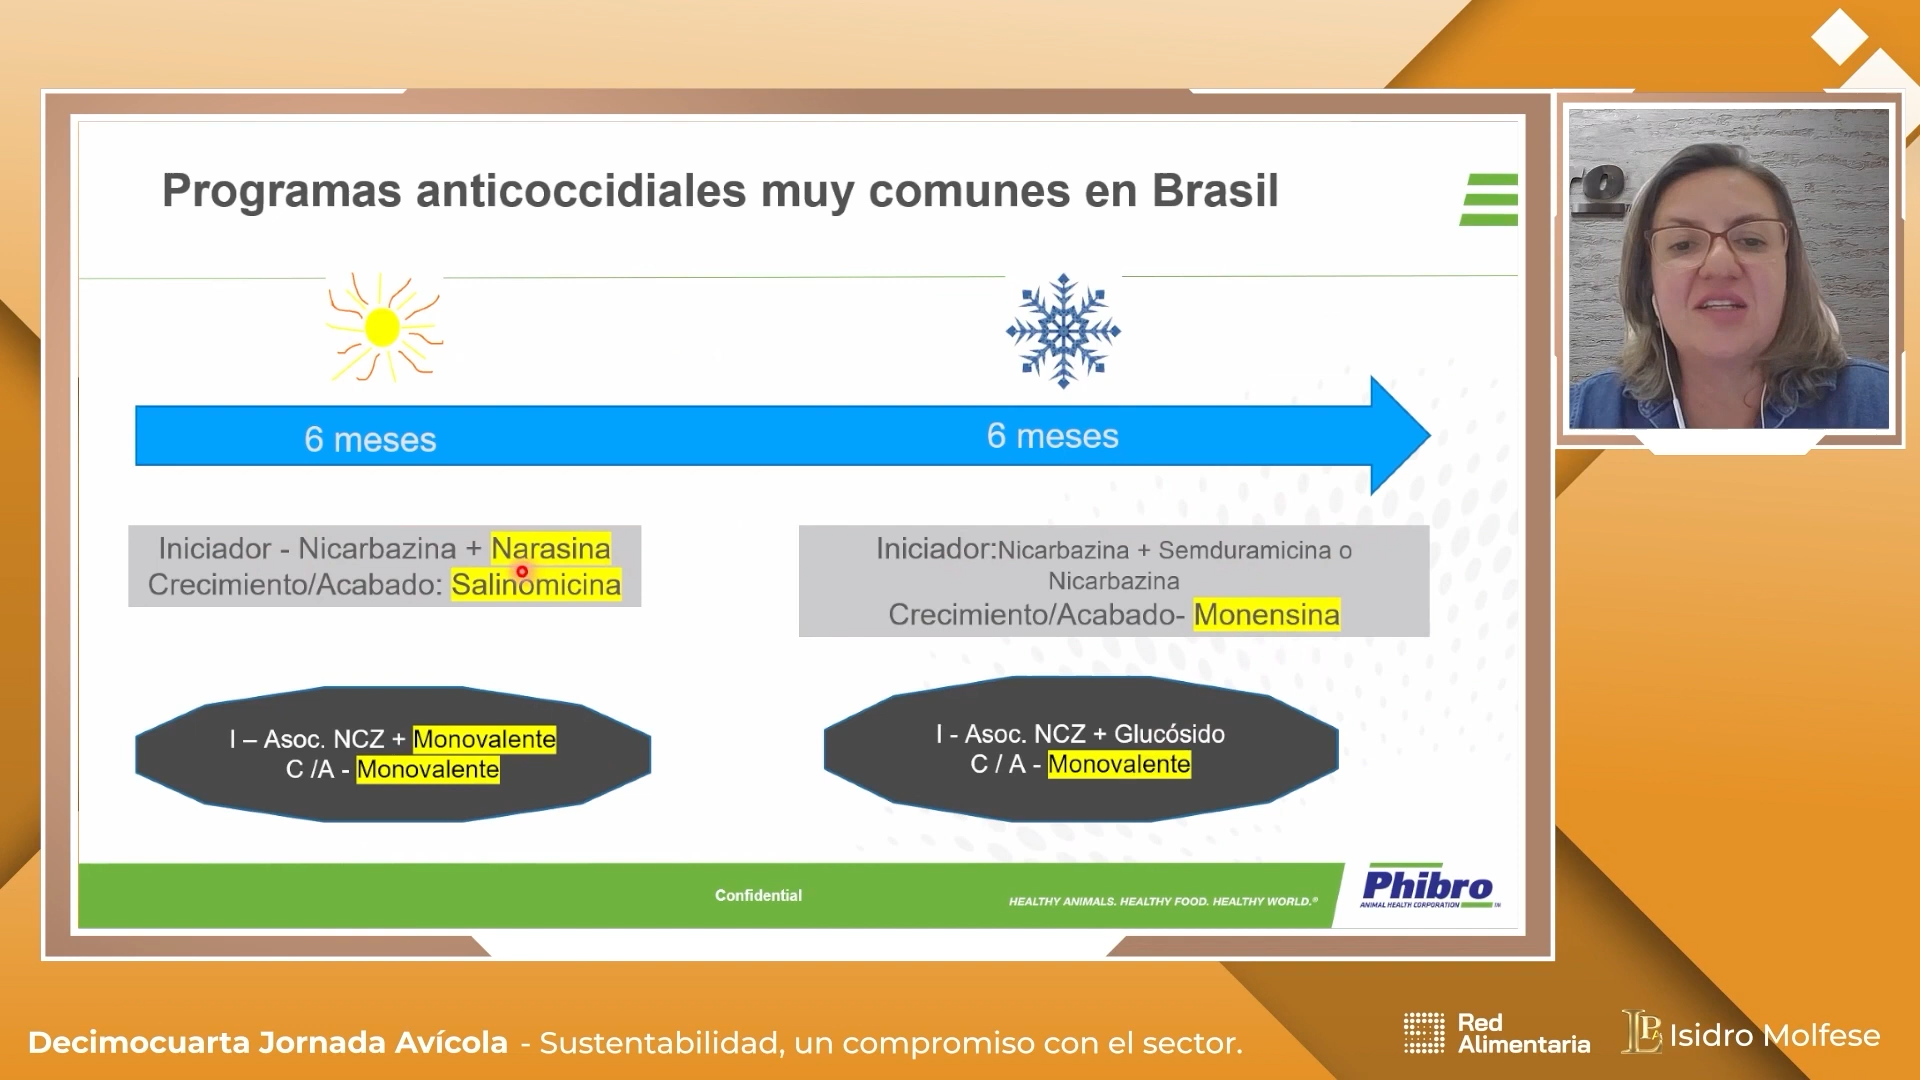 Programas anticoccidiales muy comunes en Brasil
6 meses
6 meses
Iniciador - Nicarbazina + Narasina
Crecimiento/Acabado: Salinomicina
Iniciador:Nicarbazina + Semduramicina o
Nicarbazina
Crecimiento/Acabado- Monensina
I – Asoc. NCZ + Monovalente
C /A - Monovalente
I - Asoc. NCZ + Glucósido
C / A - Monovalente
Confidential
HEALTHY ANIMALS. HEALTHY FOOD. HEALTHY WORLD.®
Phibro
ANIMAL HEALTH CORPORATION TM
Decimocuarta Jornada Avícola - Sustentabilidad, un compromiso con el sector.
Red
Alimentaria
Isidro Molfese